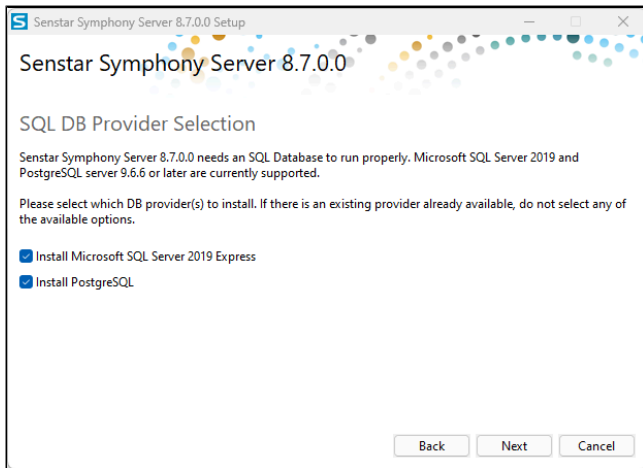 Senstar Symphony Server 8.7.0.0 Setup
Senstar Symphony Server 8.7.0.0
SQL DB Provider Selection
Senstar Symphony Server 8.7.0.0 needs an SQL Database to run properly. Microsoft SQL Server 2019 and
PostgreSQL server 9.6.6 or later are currently supported.
Please select which DB provider(s) to install. If there is an existing provider already available, do not select any of
the available options.
Install Microsoft SQL Server 2019 Express
Install PostgreSQL
Back Next Cancel